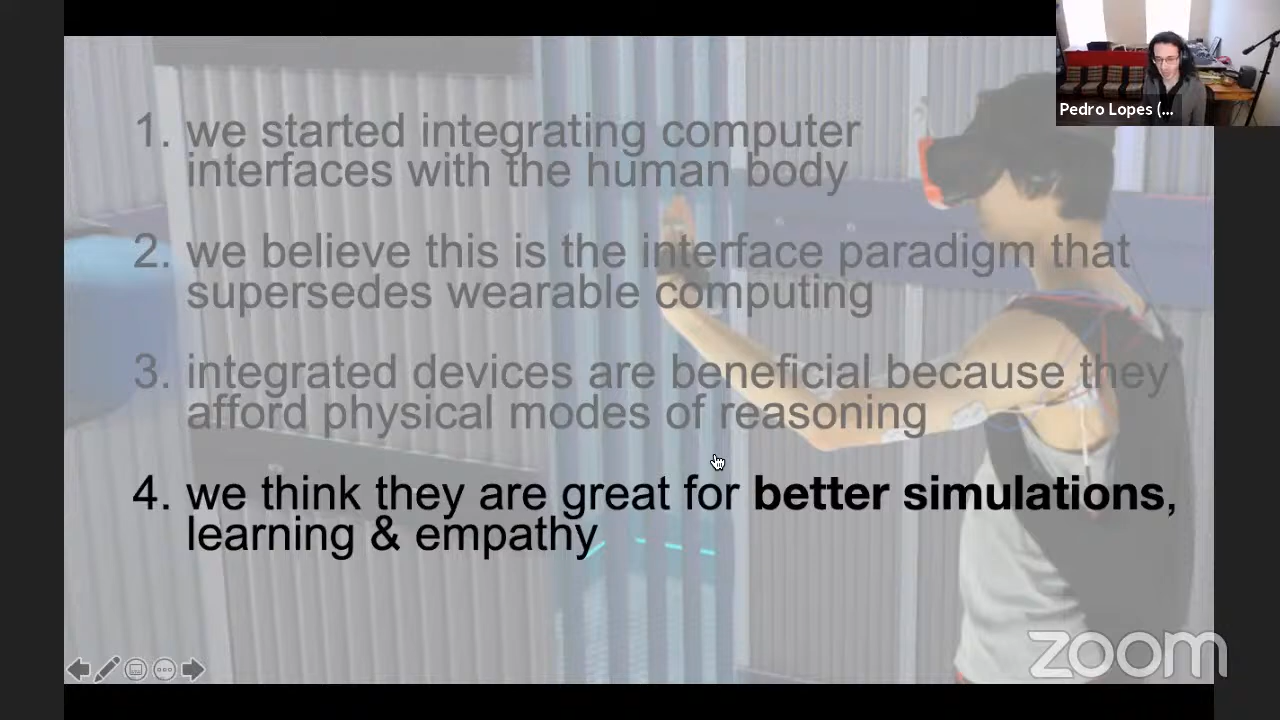 Pedro Lopes (...
1. we started integrating computer
interfaces with the human body
2. we believe this is the interface paradigm that
supersedes wearable computing
3. integrated devices are beneficial because they
afford physical modes of reasoning
4. we think they are great for better simulations,
learning & empathy
zoom